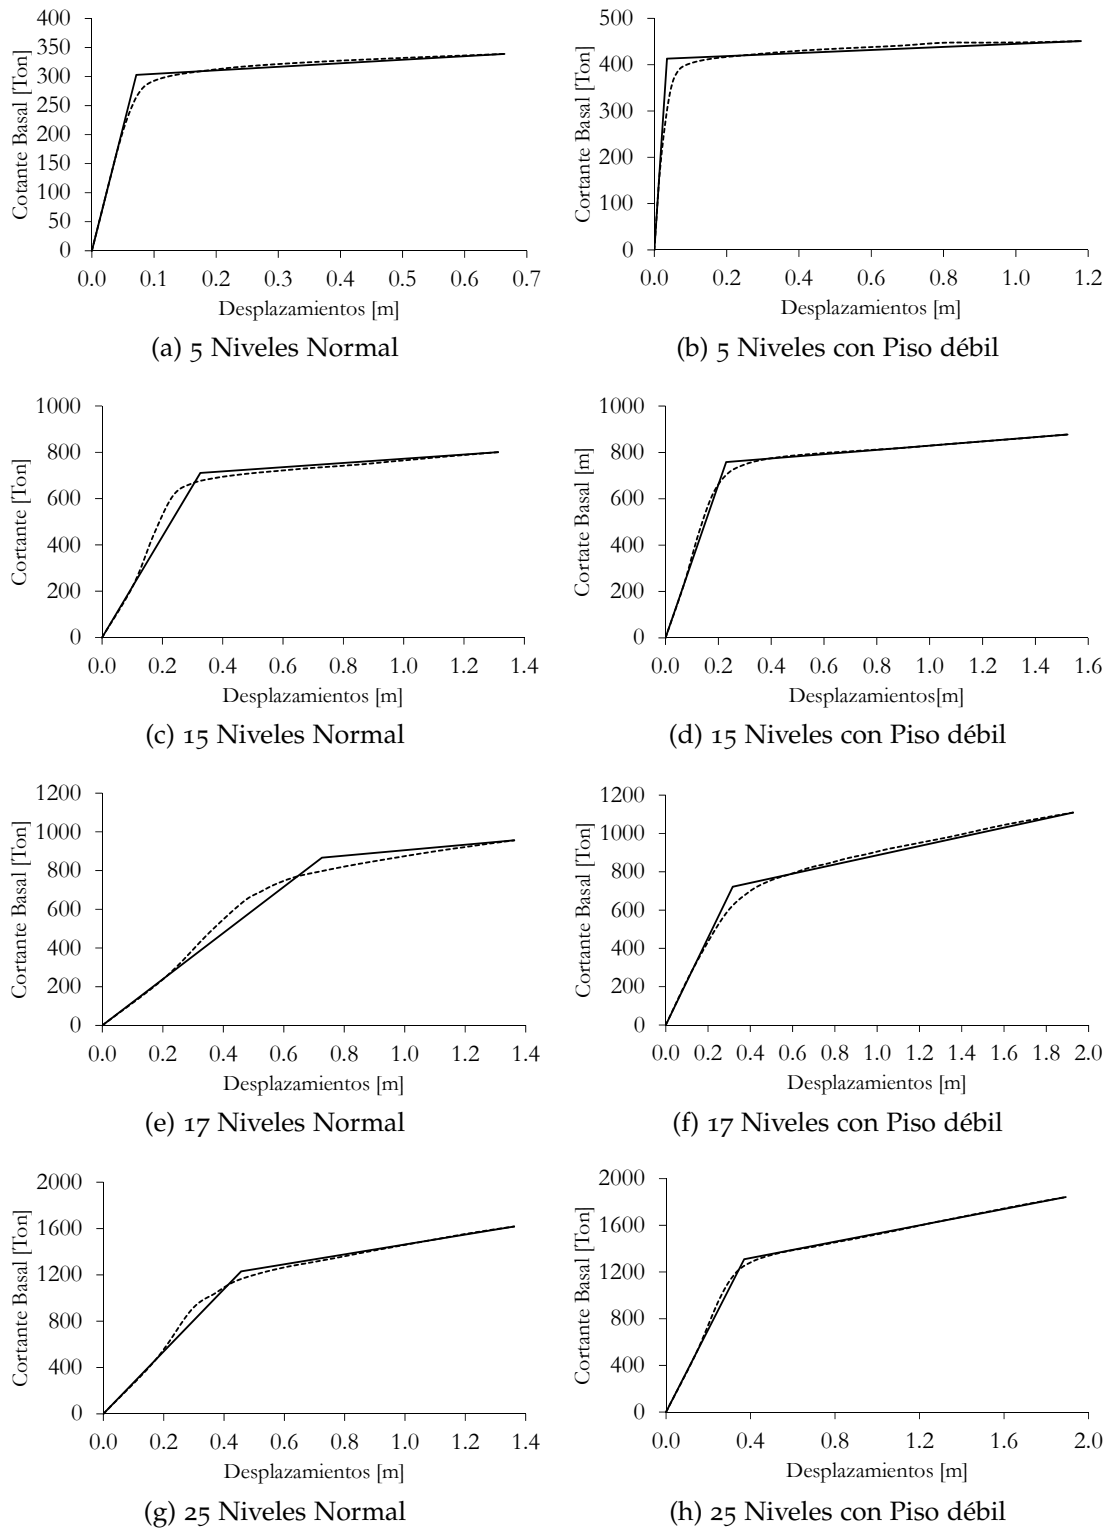 400
350
300
250
200
150
100
50
0
Cotante Basal [Ton]
0.0 0.1 0.2 0.3 0.4 0.5 0.6 0.7
Desplazamientos [m]
(a) 5 Niveles Normal
500
400
300
200
100
0
Cortante Basal [Ton]
0.0 0.2 0.4 0.6 0.8 1.0 1.2
Desplazamientos [m]
(b) 5 Niveles con Piso débil
1000
800
600
400
200
0
Cortante [Ton]
0.0 0.2 0.4 0.6 0.8 1.0 1.2 1.4
Desplazamientos [m]
(c) 15 Niveles Normal
1000
800
600
400
200
0
Cortate Basal [m]
0.0 0.2 0.4 0.6 0.8 1.0 1.2 1.4 1.6
Desplazamientos[m]
(d) 15 Niveles con Piso débil
1200
1000
800
600
400
200
0
Cortante Basal [Ton]
0.0 0.2 0.4 0.6 0.8 1.0 1.2 1.4
Desplazamientos [m]
(e) 17 Niveles Normal
1200
1000
800
600
400
200
0
Cortante Basal [Ton]
0.0 0.2 0.4 0.6 0.8 1.0 1.2 1.4 1.6 1.8 2.0
Desplazamientos [m]
(f) 17 Niveles con Piso débil
2000
1600
1200
800
400
0
Cortante Basal [Ton]
0.0 0.2 0.4 0.6 0.8 1.0 1.2 1.4
Desplazamientos [m]
(g) 25 Niveles Normal
2000
1600
1200
800
400
0
Cortante Basal [Ton]
0.0 0.4 0.8 1.2 1.6 2.0
Desplazamientos [m]
(h) 25 Niveles con Piso débil